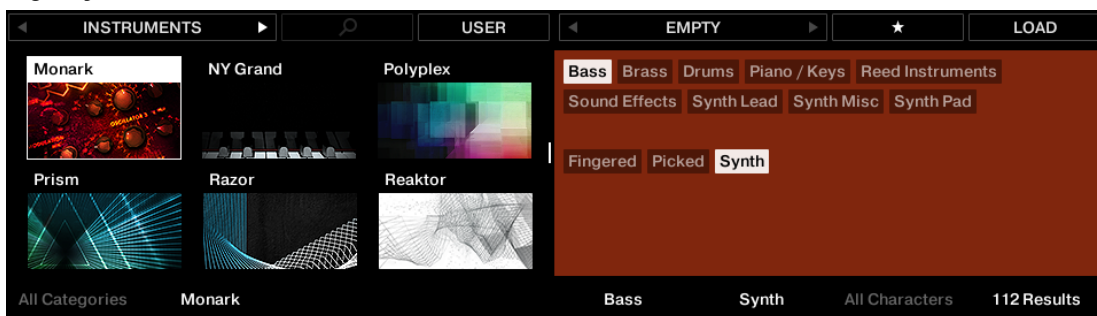 INSTRUMENTS USER EMPTY ★ LOAD
Monark NY Grand Polyplex
OSCILLATOR 3
Prism Razor Reaktor
Bass Brass Drums Piano / Keys Reed Instruments
Sound Effects Synth Lead Synth Misc Synth Pad
Fingered Picked Synth
All Categories Monark Bass Synth All Characters 112 Results